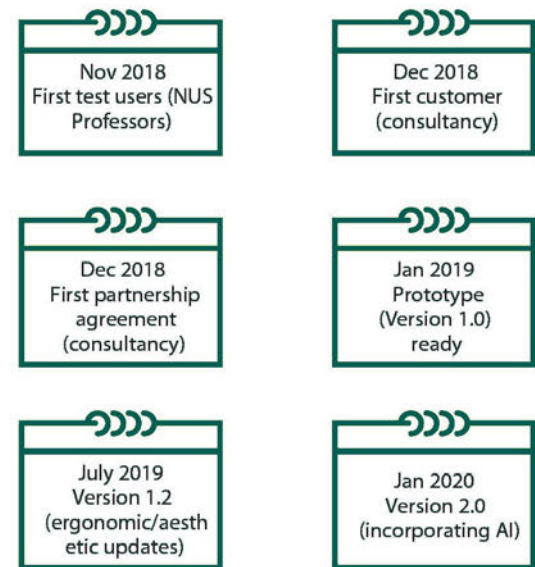 Nov 2018
First test users (NUS
Professors)
Dec 2018
First customer
(consultancy)
Dec 2018
First partnership
agreement
(consultancy)
Jan 2019
Prototype
(Version 1.0)
ready
July 2019
Version 1.2
(ergonomic/aesth
etic updates)
Jan 2020
Version 2.0
(incorporating AI)